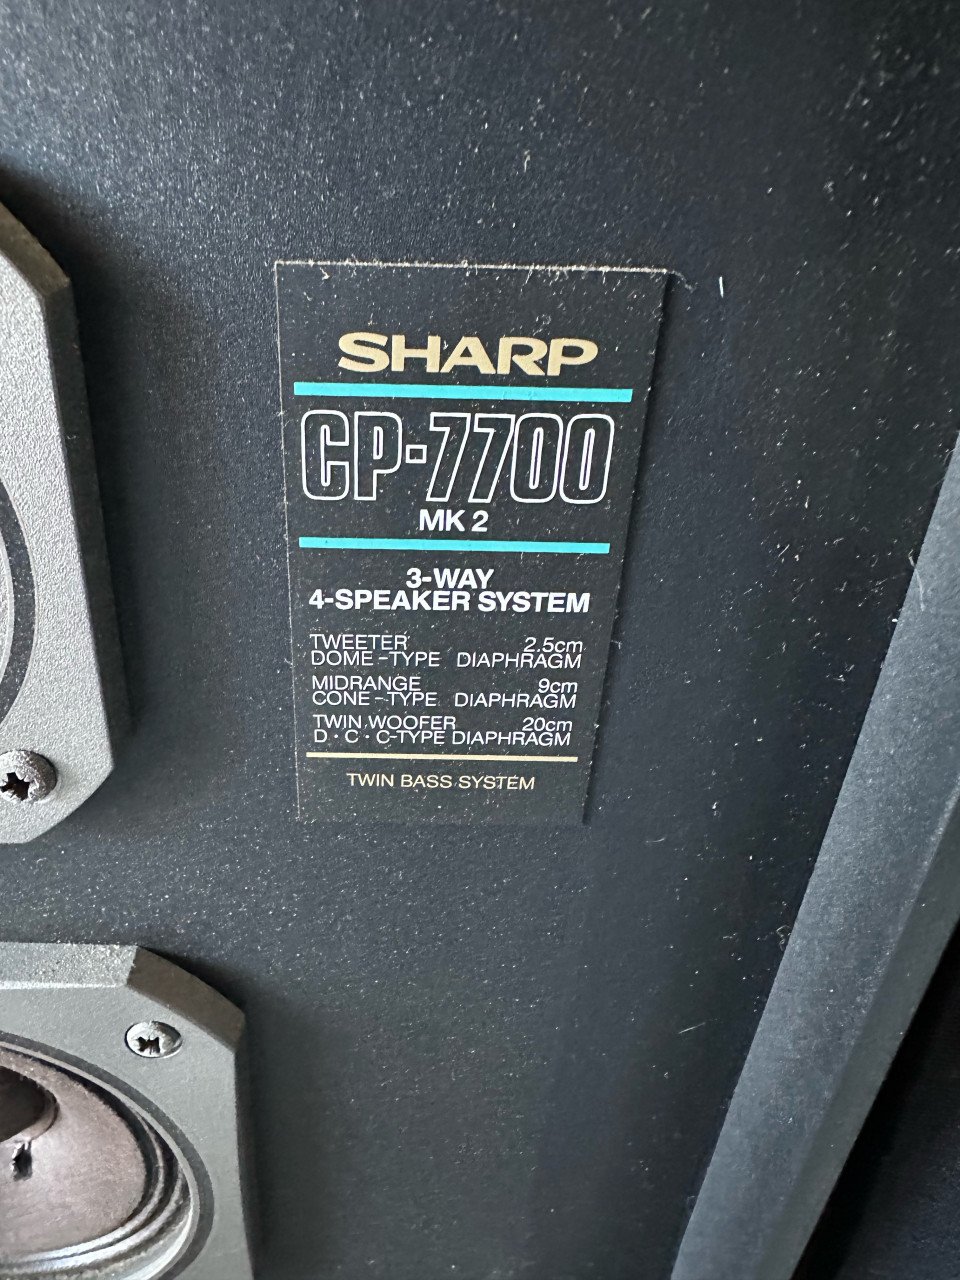 SHARP
CP-7700
MK 2
3-WAY
4-SPEAKER SYSTEM
TWEETER 2.5cm
DOME-TYPE DIAPHRAGM
MIDRANGE 9cm
CONE-TYPE DIAPHRAGM
TWIN WOOFER 20cm
D・C・C-TYPE DIAPHRAGM
TWIN BASS SYSTEM